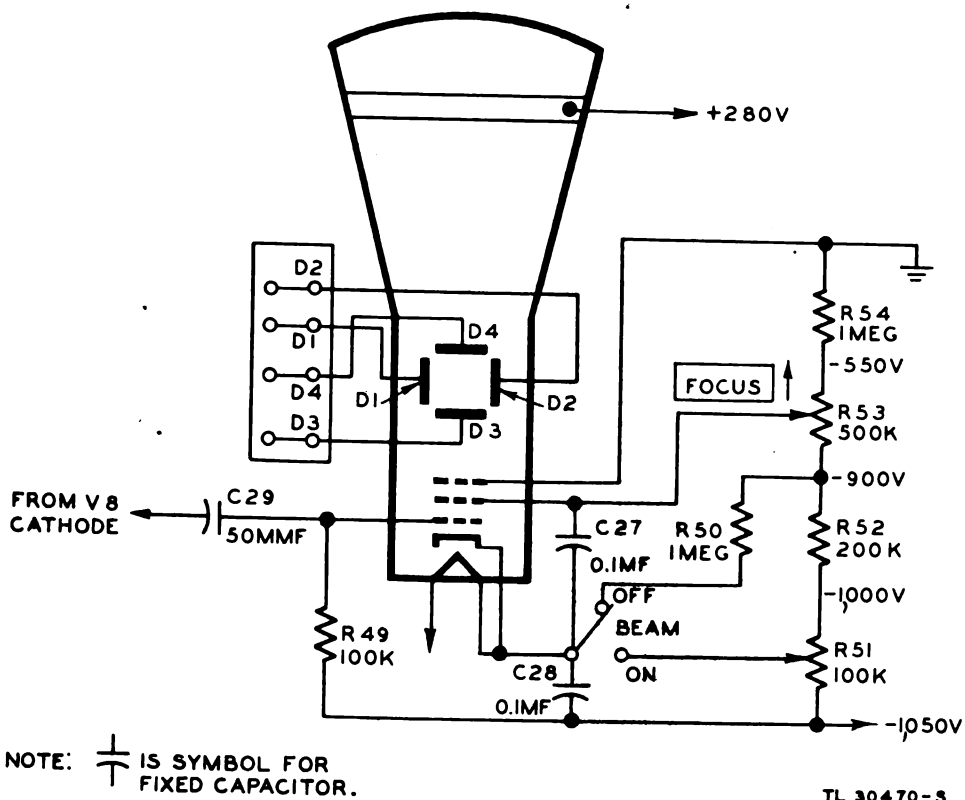 +280V
D2
D1
D4
D3
D4
D1
D2
D3
FOCUS
R54
1MEG
-550V
R53
500K
-900V
R52
200K
-1,000V
R51
100K
-1,050V
R50
1MEG
C27
0.1MF
OFF
BEAM
ON
C28
0.1MF
FROM V8
CATHODE
C29
50MMF
R49
100K
NOTE: IS SYMBOL FOR
FIXED CAPACITOR.
TL 30470-S